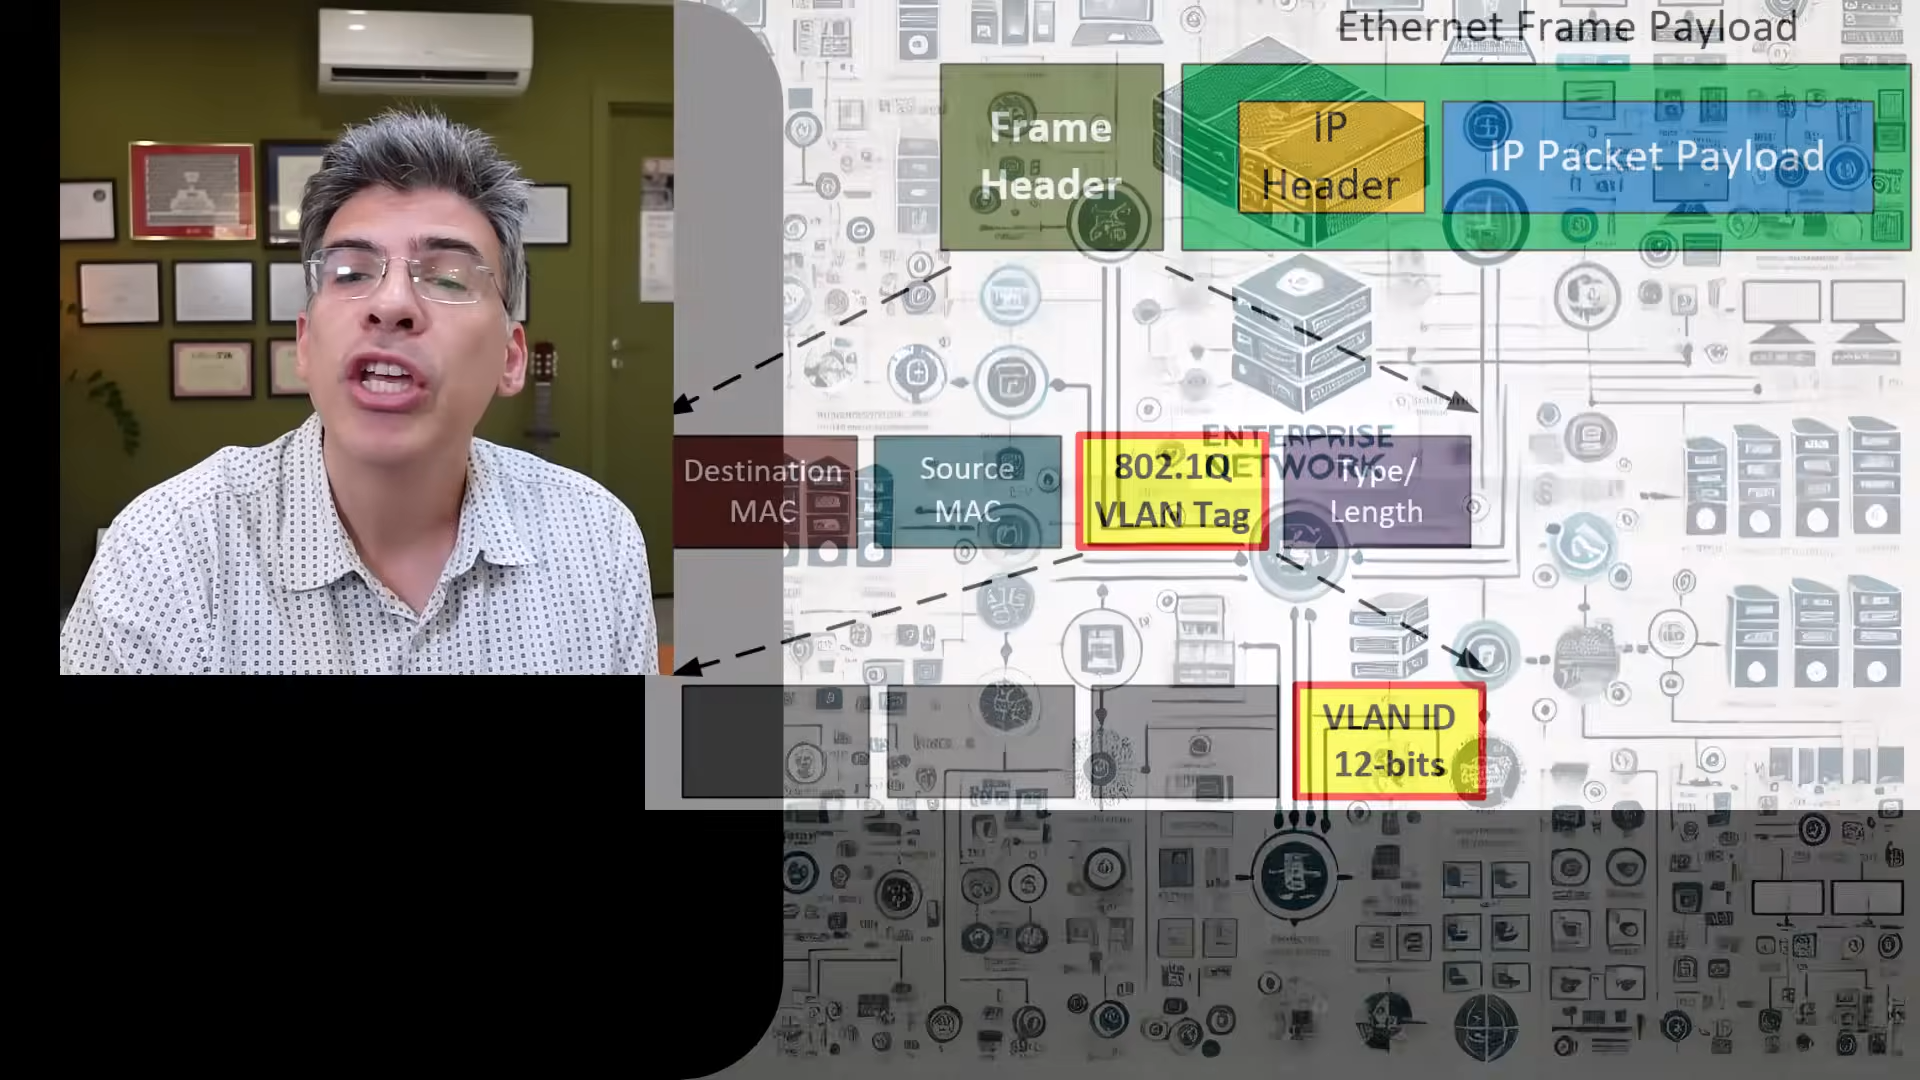 Ethernet Frame Payload
Frame
Header
IP
Header
IP Packet Payload
ENTERPRISE
NETWORK
Destination
MAC
Source
MAC
802.1Q
VLAN Tag
Type/
Length
VLAN ID
12-bits